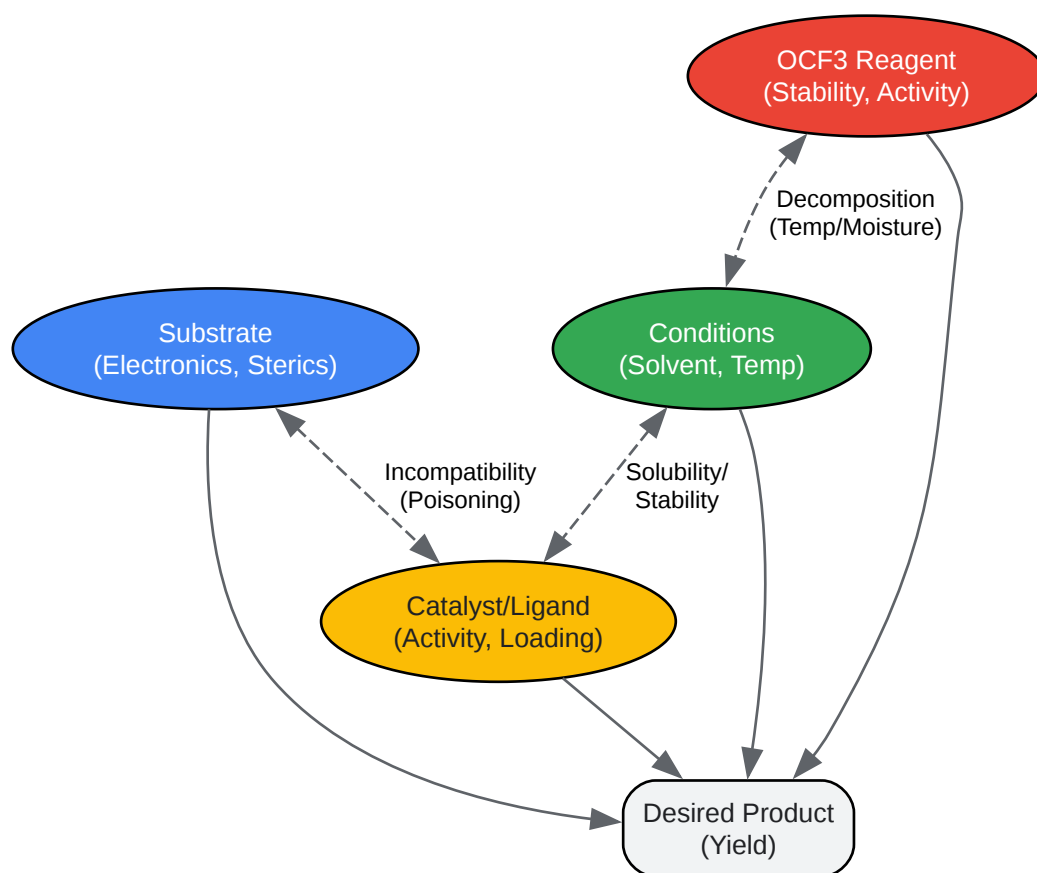 OCF3 Reagent
(Stability, Activity)
Decomposition
(Temp/Moisture)
Substrate
(Electronics, Sterics)
Conditions
(Solvent, Temp)
Incompatibility
(Poisoning)
Solubility/
Stability
Catalyst/Ligand
(Activity, Loading)
Desired Product
(Yield)